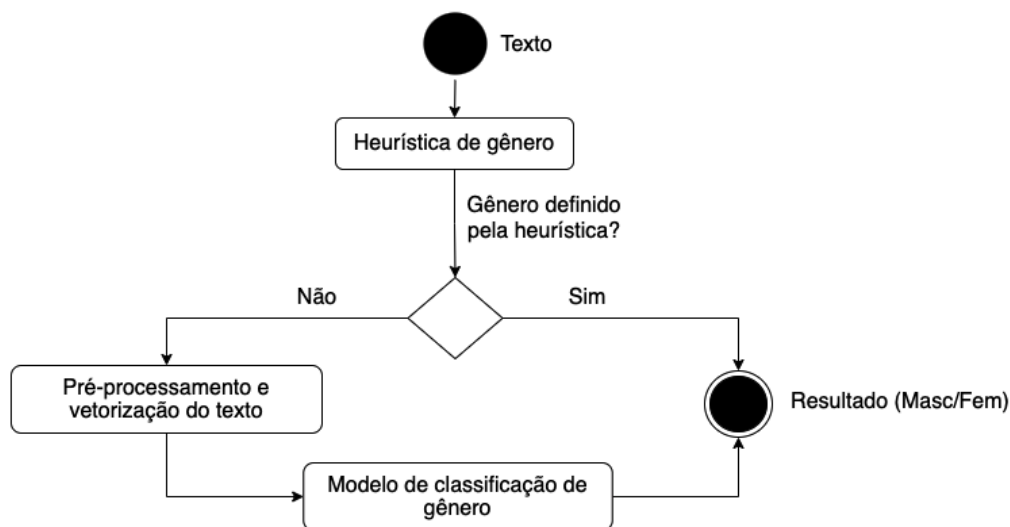 Texto
Heurística de gênero
Gênero definido
pela heurística?
Não
Sim
Pré-processamento e
vetorização do texto
Resultado (Masc/Fem)
Modelo de classificação de
gênero